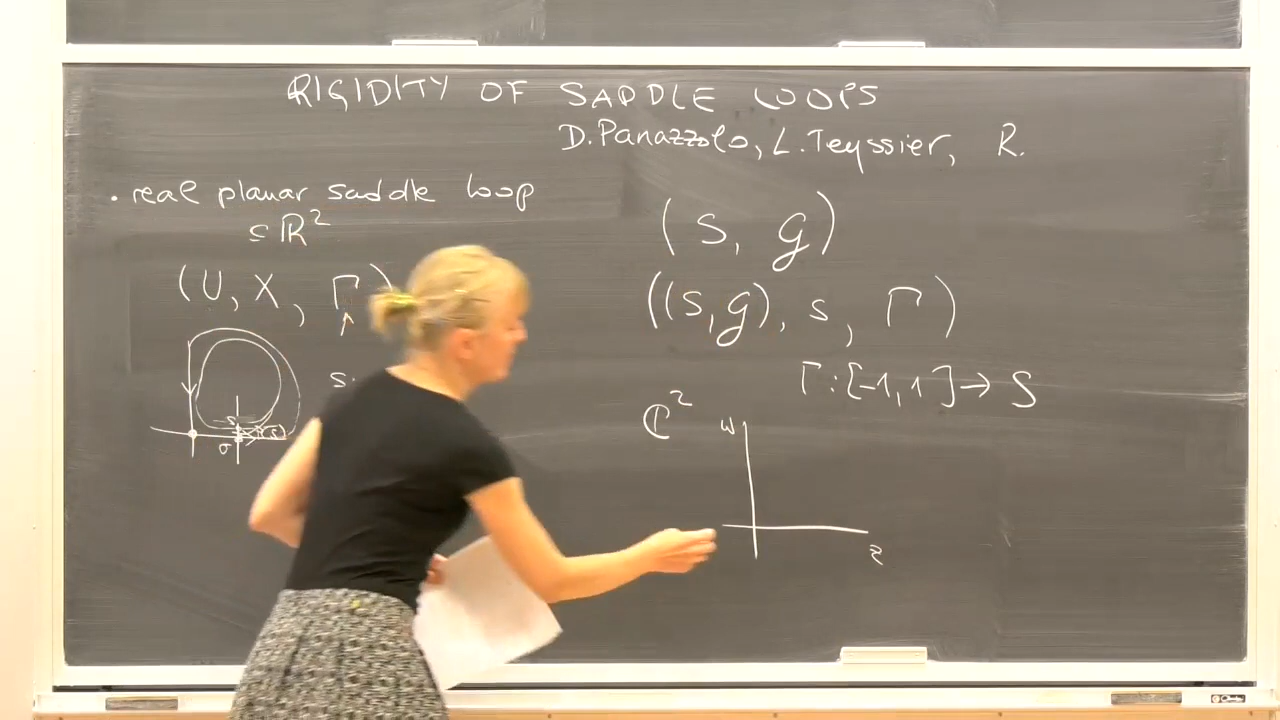 RIGIDITY OF SADDLE LOOPS
D. Panazzolo, L. Teyssier, R.
· real planar saddle loop
⊆ ℝ²
(U, X, Γ)
↑
s
σ
(S, G)
((S, G), s, Γ)
Γ : [-1, 1] → S
ℂ²
w
z